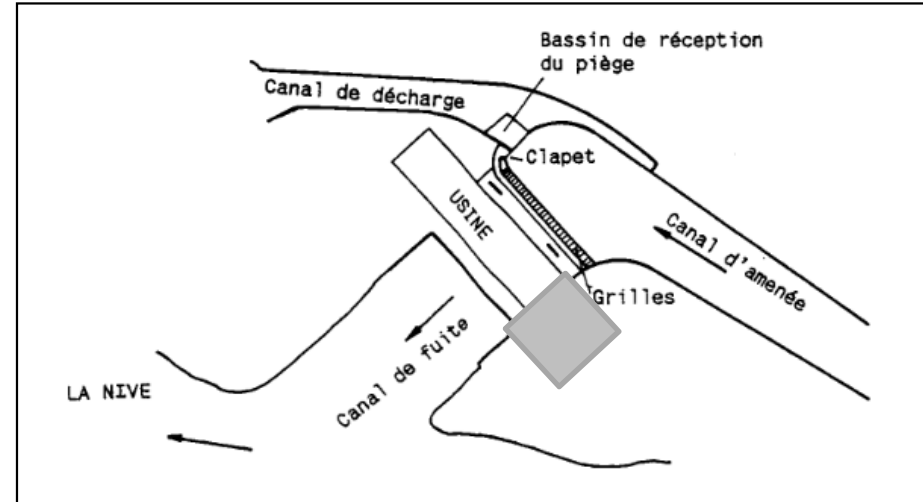 Bassin de réception
du piège
Canal de décharge
Clapet
USINE
Canal d'amenée
Grilles
Canal de fuite
LA NIVE